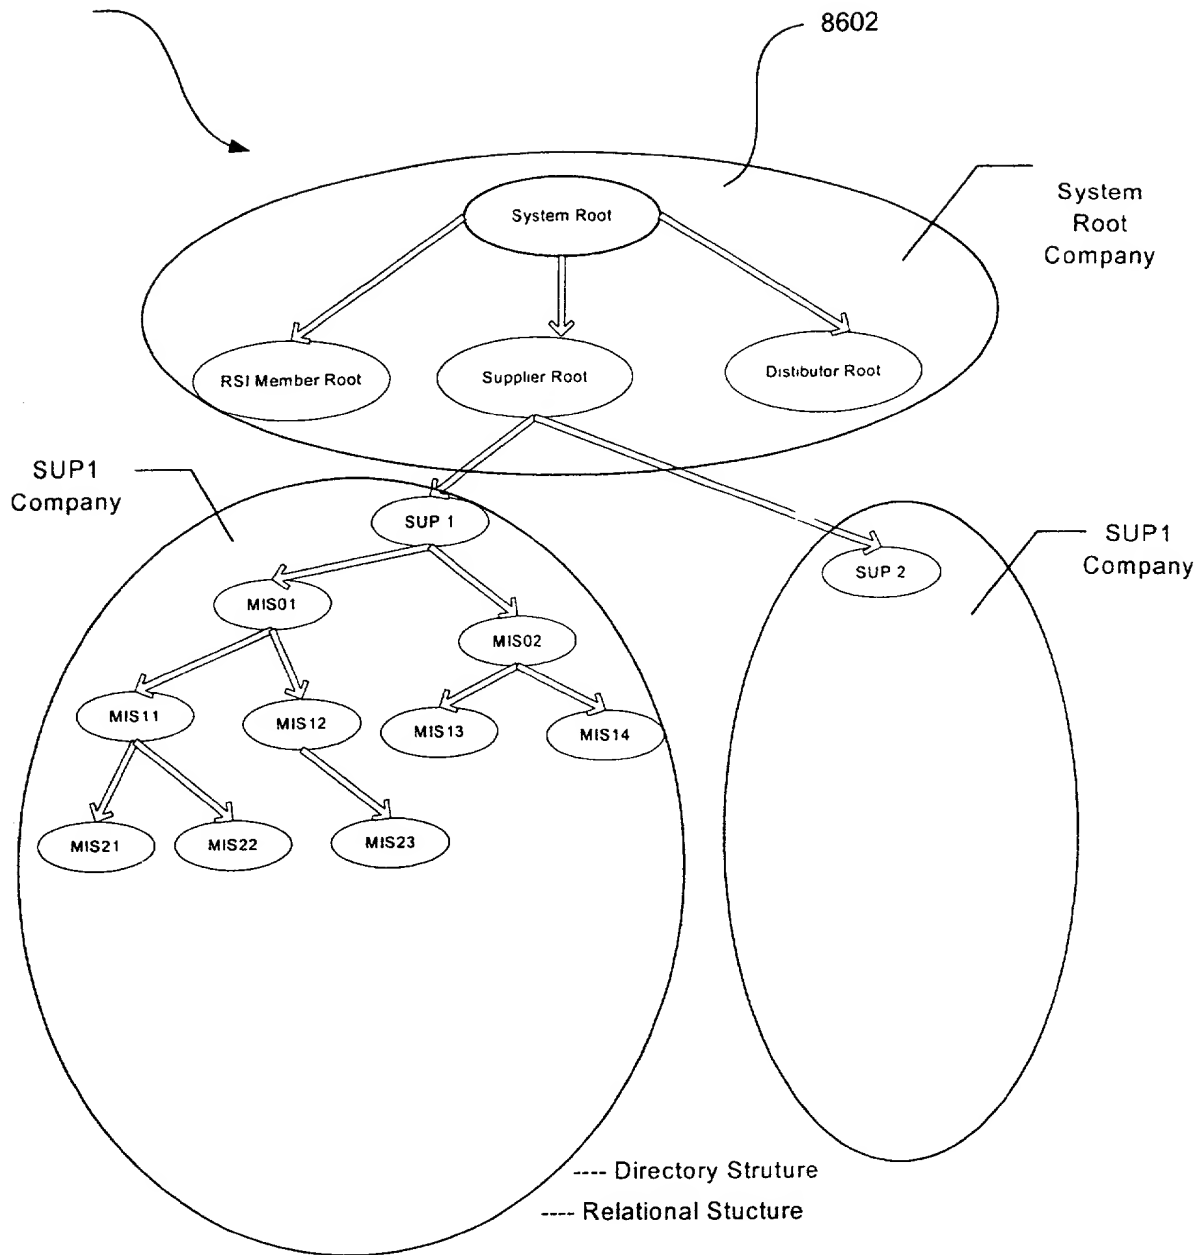 8602
System Root
System
Root
Company
RSI Member Root
Supplier Root
Distibutor Root
SUP1
Company
SUP 1
SUP1
Company
SUP 2
MIS01
MIS02
MIS11
MIS12
MIS13
MIS14
MIS21
MIS22
MIS23
---- Directory Struture
---- Relational Stucture